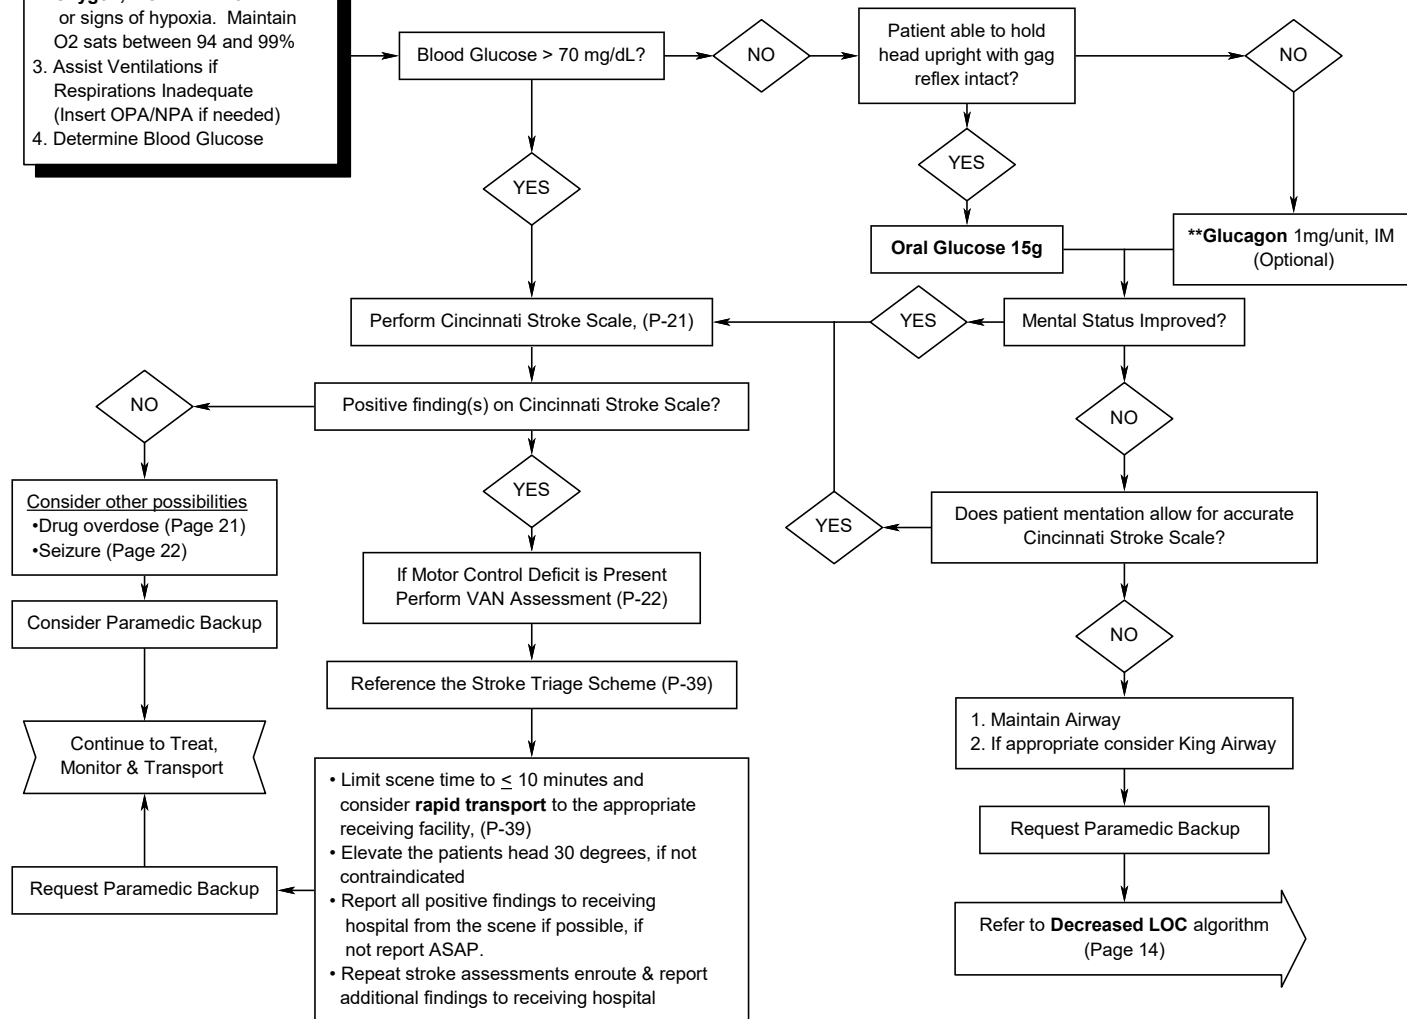 or signs of hypoxia.  Maintain
O2 sats between 94 and 99%
3. Assist Ventilations if
Respirations Inadequate
(Insert OPA/NPA if needed)
4. Determine Blood Glucose
Blood Glucose > 70 mg/dL?
NO
Patient able to hold
head upright with gag
reflex intact?
NO
YES
YES
Oral Glucose 15g
**Glucagon 1mg/unit, IM
(Optional)
Perform Cincinnati Stroke Scale, (P-21)
YES
Mental Status Improved?
NO
Positive finding(s) on Cincinnati Stroke Scale?
NO
YES
Consider other possibilities
•Drug overdose (Page 21)
•Seizure (Page 22)
YES
Does patient mentation allow for accurate
Cincinnati Stroke Scale?
If Motor Control Deficit is Present
Perform VAN Assessment (P-22)
Consider Paramedic Backup
NO
Reference the Stroke Triage Scheme (P-39)
1. Maintain Airway
2. If appropriate consider King Airway
Continue to Treat,
Monitor & Transport
• Limit scene time to ≤ 10 minutes and
consider rapid transport to the appropriate
receiving facility, (P-39)
• Elevate the patients head 30 degrees, if not
contraindicated
• Report all positive findings to receiving
hospital from the scene if possible, if
not report ASAP.
• Repeat stroke assessments enroute & report
additional findings to receiving hospital
Request Paramedic Backup
Request Paramedic Backup
Refer to Decreased LOC algorithm
(Page 14)